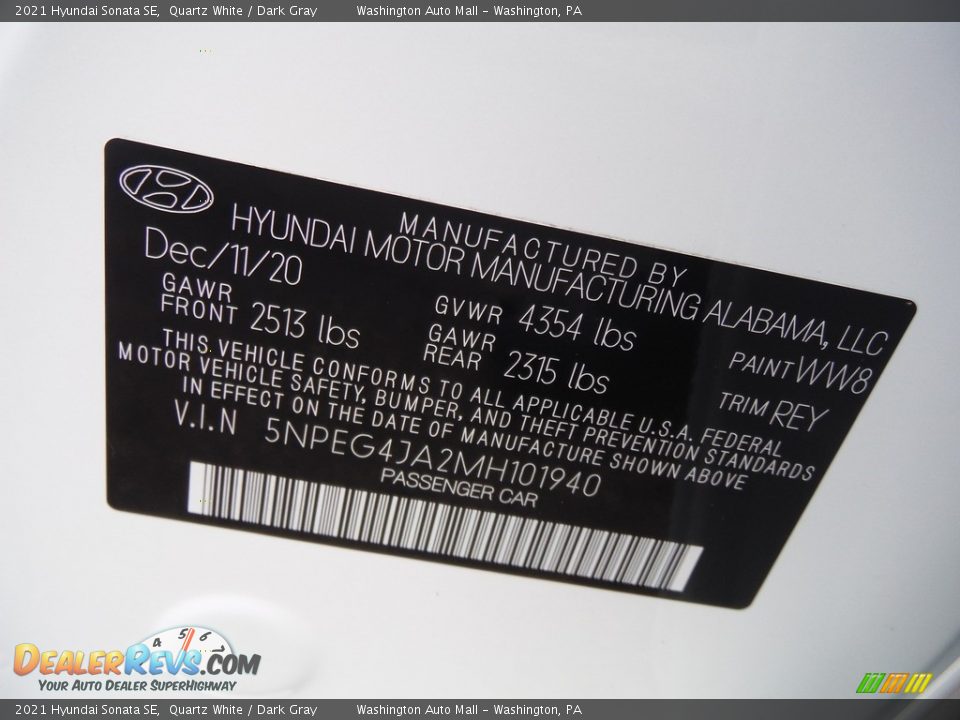 2021 Hyundai Sonata SE,  Quartz White / Dark Gray     Washington Auto Mall - Washington, PA
MANUFACTURED BY
HYUNDAI MOTOR MANUFACTURING ALABAMA, LLC
Dec/11/20
GAWR
FRONT 2513 lbs
GVWR 4354 lbs
GAWR
REAR 2315 lbs
PAINT WW8
TRIM REY
THIS VEHICLE CONFORMS TO ALL APPLICABLE U.S.A. FEDERAL
MOTOR VEHICLE SAFETY, BUMPER, AND THEFT PREVENTION STANDARDS
IN EFFECT ON THE DATE OF MANUFACTURE SHOWN ABOVE
V.I.N 5NPEG4JA2MH101940
PASSENGER CAR
4 5 6 7
DEALERREVS.COM
YOUR AUTO DEALER SUPERHIGHWAY
2021 Hyundai Sonata SE,  Quartz White / Dark Gray     Washington Auto Mall - Washington, PA